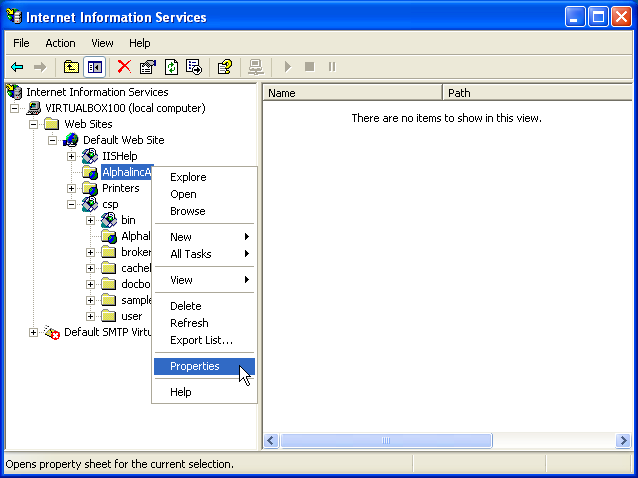 Internet Information Services
File Action View Help
Internet Information Services
VIRTUALBOX100 (local computer)
Web Sites
Default Web Site
IISHelp
AlphalincA
Printers
csp
bin
Alphal
broker
cachel
docbo
sample
user
Default SMTP Virtu
Explore
Open
Browse
New
All Tasks
View
Delete
Refresh
Export List...
Properties
Help
Name Path
There are no items to show in this view.
Opens property sheet for the current selection.